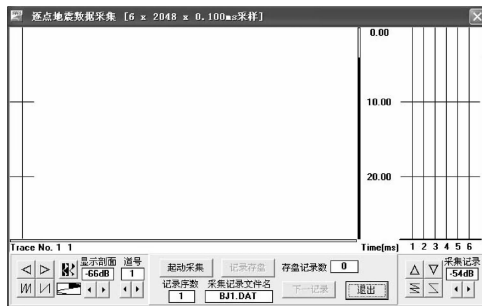 逐点地震数据采集 [6 x 2048 x 0.100ms采样]
0.00
10.00
20.00
Trace No. 1 1
Time[ms] 1 2 3 4 5 6
显示剖面 道号
-66dB 1
起动采集 记录存盘 存盘记录数 0
记录序数 采集记录文件名
1 BJ1.DAT 下一记录 退出
采集记录
-54dB